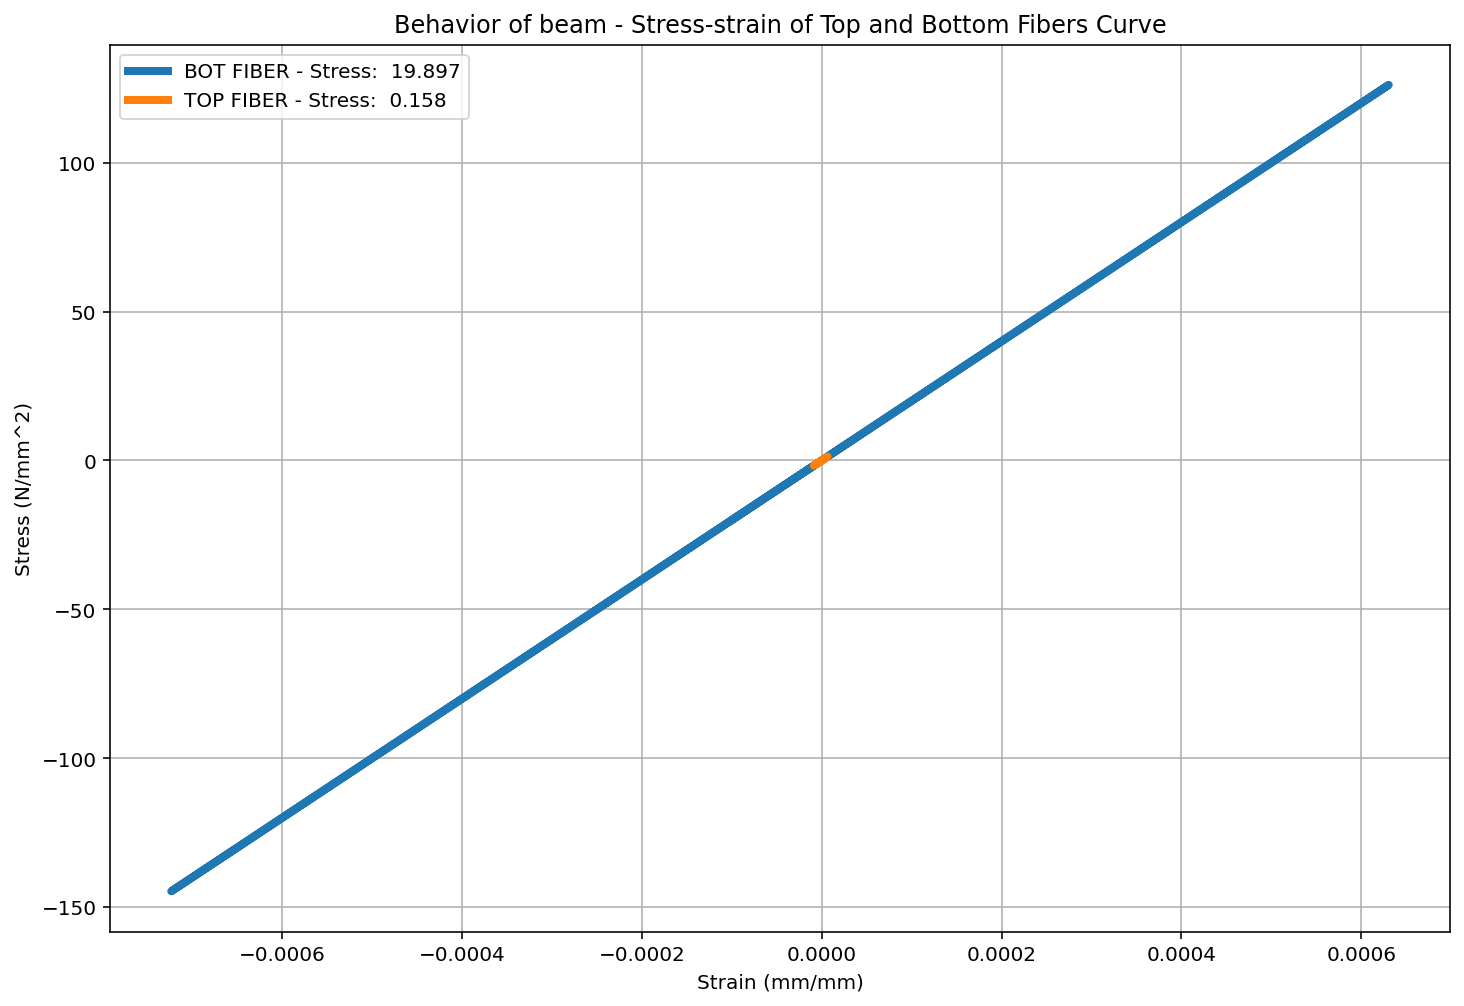 Behavior of beam - Stress-strain of Top and Bottom Fibers Curve
BOT FIBER - Stress:  19.897
TOP FIBER - Stress:  0.158
Stress (N/mm^2)
100
50
0
−50
−100
−150
−0.0006
−0.0004
−0.0002
0.0000
0.0002
0.0004
0.0006
Strain (mm/mm)